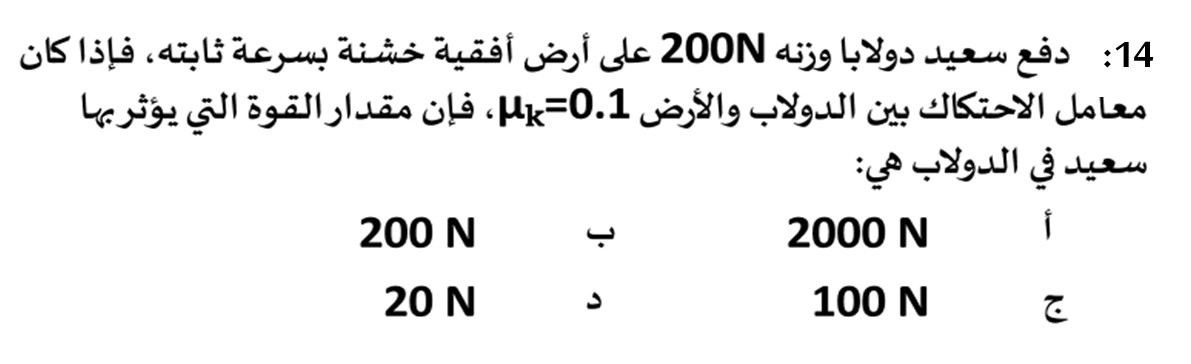 14: دفع سعيد دولابا وزنه 200N على أرض أفقية خشنة بسرعة ثابته، فإذا كان
معامل الاحتكاك بين الدولاب والأرض μk=0.1، فإن مقدار القوة التي يؤثر بها
سعيد في الدولاب هي:
أ 2000 N ب 200 N
ج 100 N د 20 N